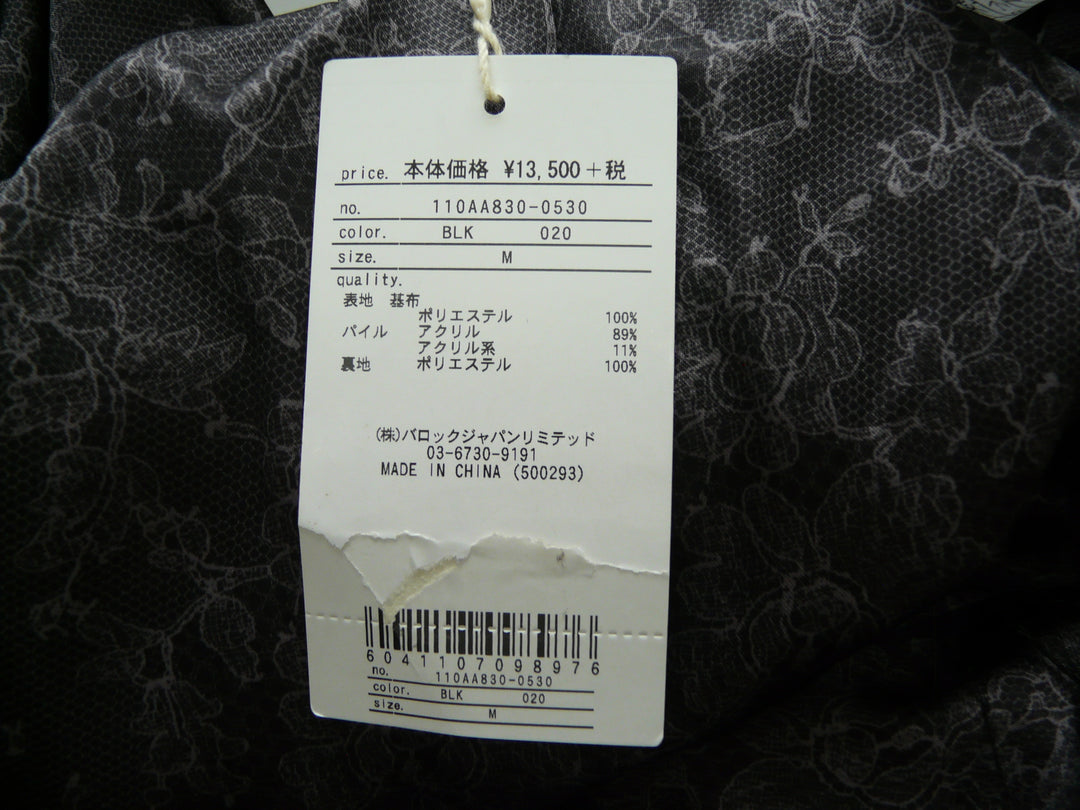 price. 本体価格 ¥13,500+税
no. 110AA830-0530
color. BLK 020
size. M
quality.
表地 基布
ポリエステル 100%
パイル アクリル 89%
アクリル系 11%
裏地 ポリエステル 100%
(株)バロックジャパンリミテッド
03-6730-9191
MADE IN CHINA (500293)
6041107098976
no. 110AA830-0530
color. BLK 020
size. M